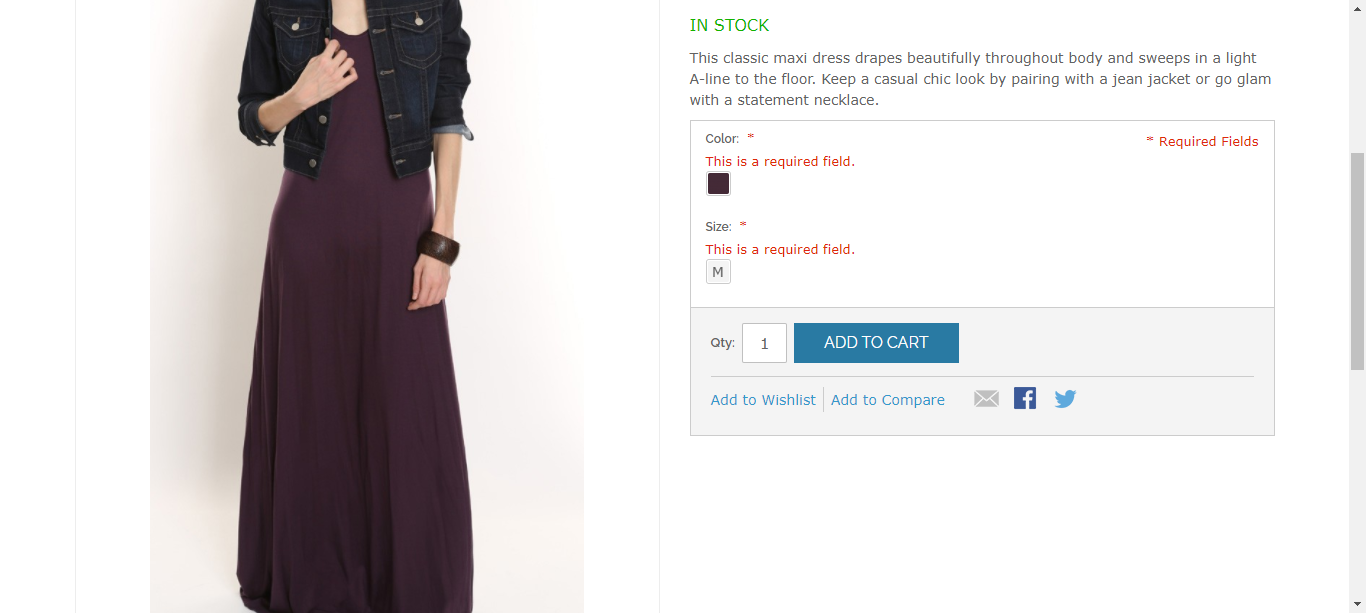 IN STOCK
This classic maxi dress drapes beautifully throughout body and sweeps in a light
A-line to the floor. Keep a casual chic look by pairing with a jean jacket or go glam
with a statement necklace.
Color: *
* Required Fields
This is a required field.
Size: *
This is a required field.
M
Qty: 1 ADD TO CART
Add to Wishlist Add to Compare